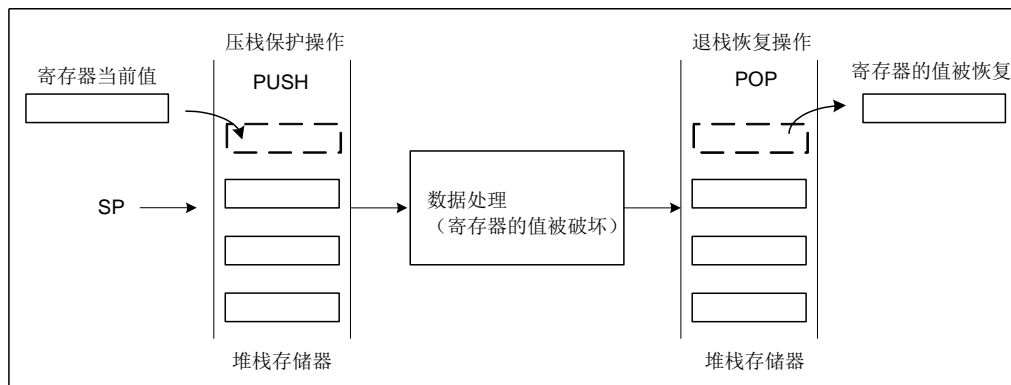 压栈保护操作
退栈恢复操作
寄存器当前值
PUSH
POP
寄存器的值被恢复
SP
数据处理
（寄存器的值被破坏）
堆栈存储器
堆栈存储器